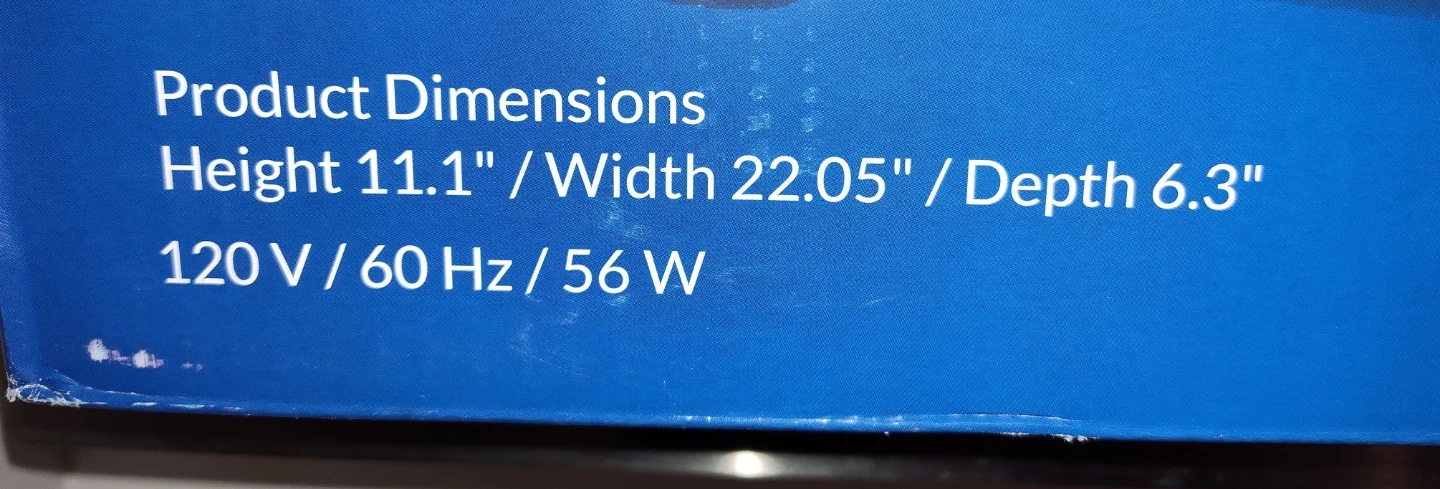 Product Dimensions
Height 11.1" / Width 22.05" / Depth 6.3"
120 V / 60 Hz / 56 W